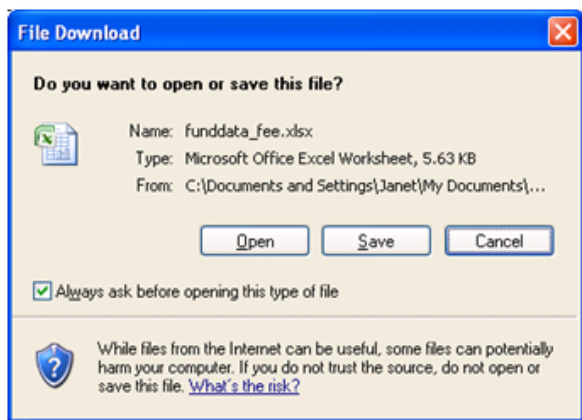 File Download
Do you want to open or save this file?
Name: funddata_fee.xlsx
Type: Microsoft Office Excel Worksheet, 5.63 KB
From: C:\Documents and Settings\Janet\My Documents\...
Open Save Cancel
Always ask before opening this type of file
While files from the Internet can be useful, some files can potentially
harm your computer. If you do not trust the source, do not open or
save this file. What's the risk?